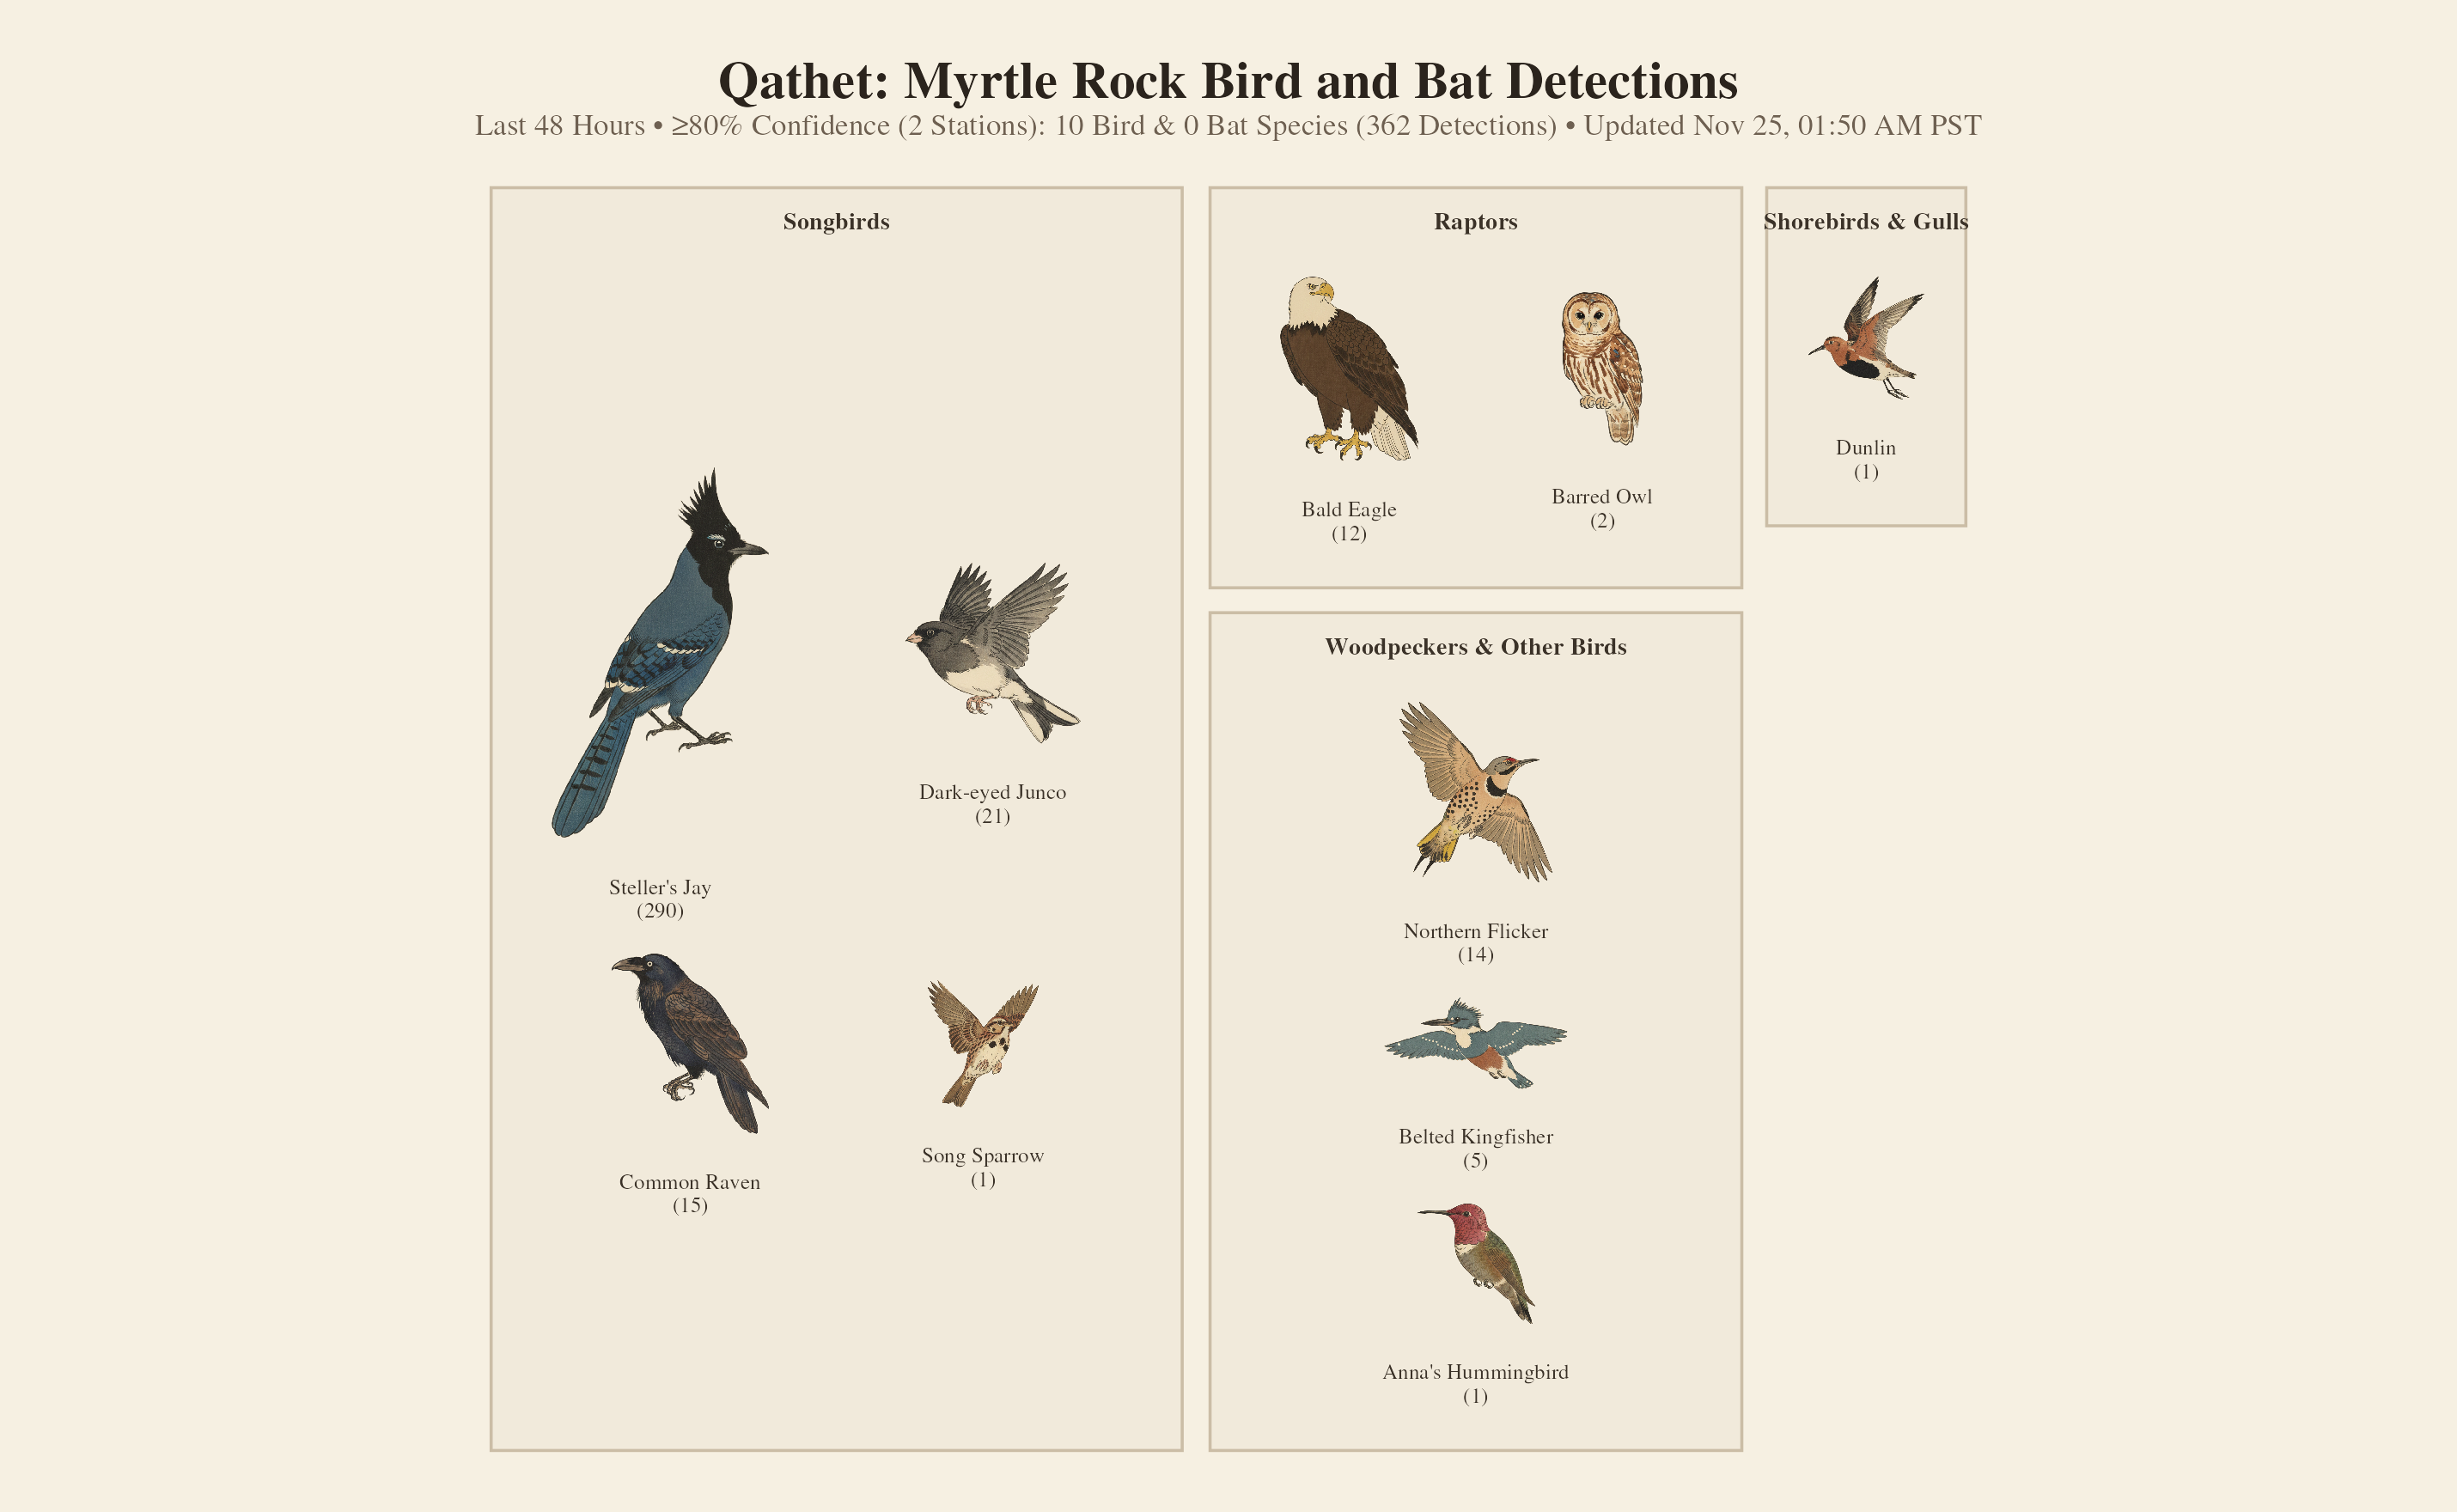 Qathet: Myrtle Rock Bird and Bat Detections
Last 48 Hours • ≥80% Confidence (2 Stations): 10 Bird & 0 Bat Species (362 Detections) • Updated Nov 25, 01:50 AM PST
Songbirds
Steller's Jay
(290)
Dark-eyed Junco
(21)
Common Raven
(15)
Song Sparrow
(1)
Raptors
Bald Eagle
(12)
Barred Owl
(2)
Woodpeckers & Other Birds
Northern Flicker
(14)
Belted Kingfisher
(5)
Anna's Hummingbird
(1)
Shorebirds & Gulls
Dunlin
(1)